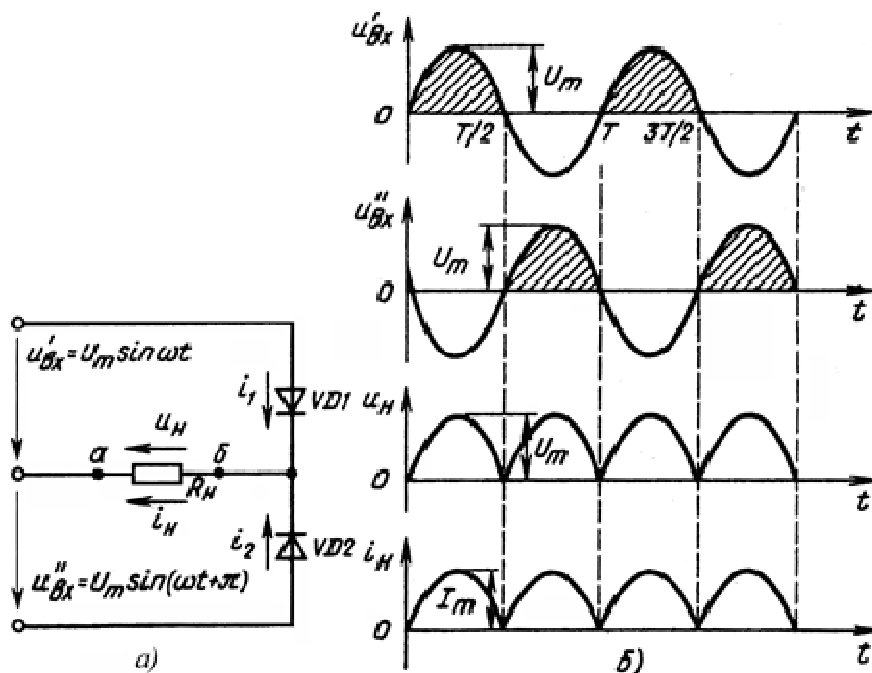 u'вх
Uₘ
0
T/2
T
3T/2
t
u''вх
Uₘ
0
t
u'вх = Uₘ sin ωt
i₁
VD1
uн
а
б
Rн
iн
i₂
VD2
u''вх = Uₘ sin(ωt+π)
а)
uн
Uₘ
0
t
iн
Iₘ
0
t
б)